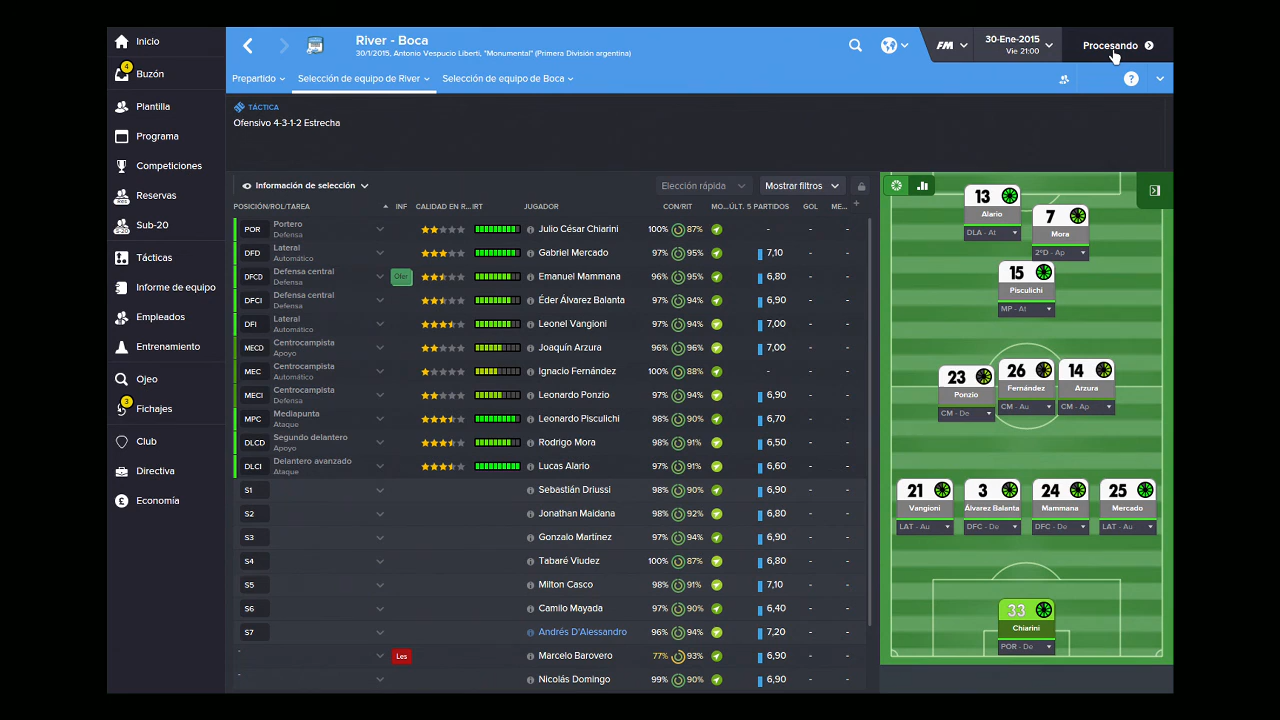 Inicio
4
Buzón
Plantilla
Programa
Competiciones
Reservas
Sub-20
Tácticas
Informe de equipo
Empleados
Entrenamiento
Ojeo
3
Fichajes
Club
Directiva
Economía
River - Boca
30/1/2015, Antonio Vespucio Liberti, "Monumental" (Primera División argentina)
FM
30-Ene-2015
Vie 21:00
Procesando
Prepartido
Selección de equipo de River
Selección de equipo de Boca
?
TÁCTICA
Ofensivo 4-3-1-2 Estrecha
Información de selección
Elección rápida
Mostrar filtros
POSICIÓN/ROL/TAREA INF CALIDAD EN R... IRT JUGADOR CON/RIT MO... ÚLT. 5 PARTIDOS GOL ME...
POR Portero Defensa Julio César Chiarini 100% 87% - - -
DFD Lateral Automático Gabriel Mercado 97% 95% 7,10 - -
DFCD Defensa central Defensa Ofer Emanuel Mammana 96% 95% 6,80 - -
DFCI Defensa central Defensa Éder Álvarez Balanta 97% 94% 6,90 - -
DFI Lateral Automático Leonel Vangioni 97% 94% 7,00 - -
MECD Centrocampista Apoyo Joaquín Arzura 96% 96% 7,00 - -
MEC Centrocampista Automático Ignacio Fernández 100% 88% - - -
MECI Centrocampista Defensa Leonardo Ponzio 97% 94% 6,90 - -
MPC Mediapunta Ataque Leonardo Pisculichi 98% 90% 6,70 - -
DLCD Segundo delantero Apoyo Rodrigo Mora 98% 91% 6,50 - -
DLCI Delantero avanzado Ataque Lucas Alario 97% 91% 6,60 - -
S1 Sebastián Driussi 98% 90% 6,90 - -
S2 Jonathan Maidana 98% 92% 6,80 - -
S3 Gonzalo Martínez 97% 94% 6,90 - -
S4 Tabaré Viudez 100% 87% 6,80 - -
S5 Milton Casco 98% 91% 7,10 - -
S6 Camilo Mayada 97% 90% 6,40 - -
S7 Andrés D'Alessandro 96% 94% 7,20 - -
- Les Marcelo Barovero 77% 93% 6,90 - -
- Nicolás Domingo 99% 90% 6,90 - -
13
Alario
DLA - At
7
Mora
2ºD - Ap
15
Pisculichi
MP - At
23 26 14
Ponzio Fernández Arzura
CM - De CM - Au CM - Ap
21 3 24 25
Vangioni Álvarez Balanta Mammana Mercado
LAT - Au DFC - De DFC - De LAT - Au
33
Chiarini
POR - De